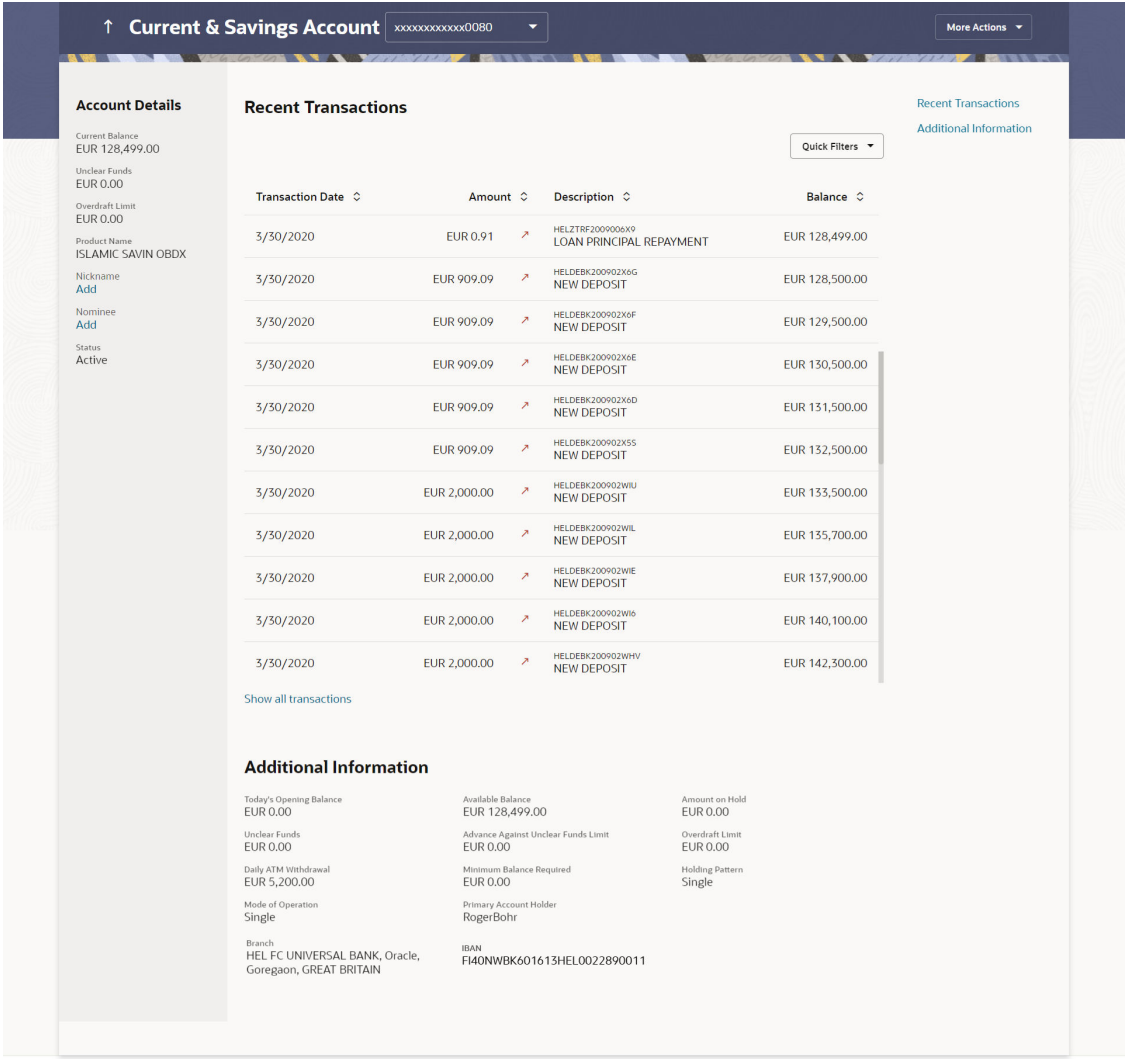 ↑ Current & Savings Account xxxxxxxxxxxx0080 More Actions
Account Details
Current Balance
EUR 128,499.00
Unclear Funds
EUR 0.00
Overdraft Limit
EUR 0.00
Product Name
ISLAMIC SAVIN OBDX
Nickname
Add
Nominee
Add
Status
Active
Recent Transactions
Quick Filters
Transaction Date Amount Description Balance
HELZTRF2009006X9
3/30/2020 EUR 0.91 LOAN PRINCIPAL REPAYMENT EUR 128,499.00
HELDEBK200902X6G
3/30/2020 EUR 909.09 NEW DEPOSIT EUR 128,500.00
HELDEBK200902X6F
3/30/2020 EUR 909.09 NEW DEPOSIT EUR 129,500.00
HELDEBK200902X6E
3/30/2020 EUR 909.09 NEW DEPOSIT EUR 130,500.00
HELDEBK200902X6D
3/30/2020 EUR 909.09 NEW DEPOSIT EUR 131,500.00
HELDEBK200902X5S
3/30/2020 EUR 909.09 NEW DEPOSIT EUR 132,500.00
HELDEBK200902WIU
3/30/2020 EUR 2,000.00 NEW DEPOSIT EUR 133,500.00
HELDEBK200902WIL
3/30/2020 EUR 2,000.00 NEW DEPOSIT EUR 135,700.00
HELDEBK200902WIE
3/30/2020 EUR 2,000.00 NEW DEPOSIT EUR 137,900.00
HELDEBK200902WI6
3/30/2020 EUR 2,000.00 NEW DEPOSIT EUR 140,100.00
HELDEBK200902WHV
3/30/2020 EUR 2,000.00 NEW DEPOSIT EUR 142,300.00
Show all transactions
Recent Transactions
Additional Information
Additional Information
Today's Opening Balance Available Balance Amount on Hold
EUR 0.00 EUR 128,499.00 EUR 0.00
Unclear Funds Advance Against Unclear Funds Limit Overdraft Limit
EUR 0.00 EUR 0.00 EUR 0.00
Daily ATM Withdrawal Minimum Balance Required Holding Pattern
EUR 5,200.00 EUR 0.00 Single
Mode of Operation Primary Account Holder
Single RogerBohr
Branch IBAN
HEL FC UNIVERSAL BANK, Oracle, FI40NWBK601613HEL0022890011
Goregaon, GREAT BRITAIN